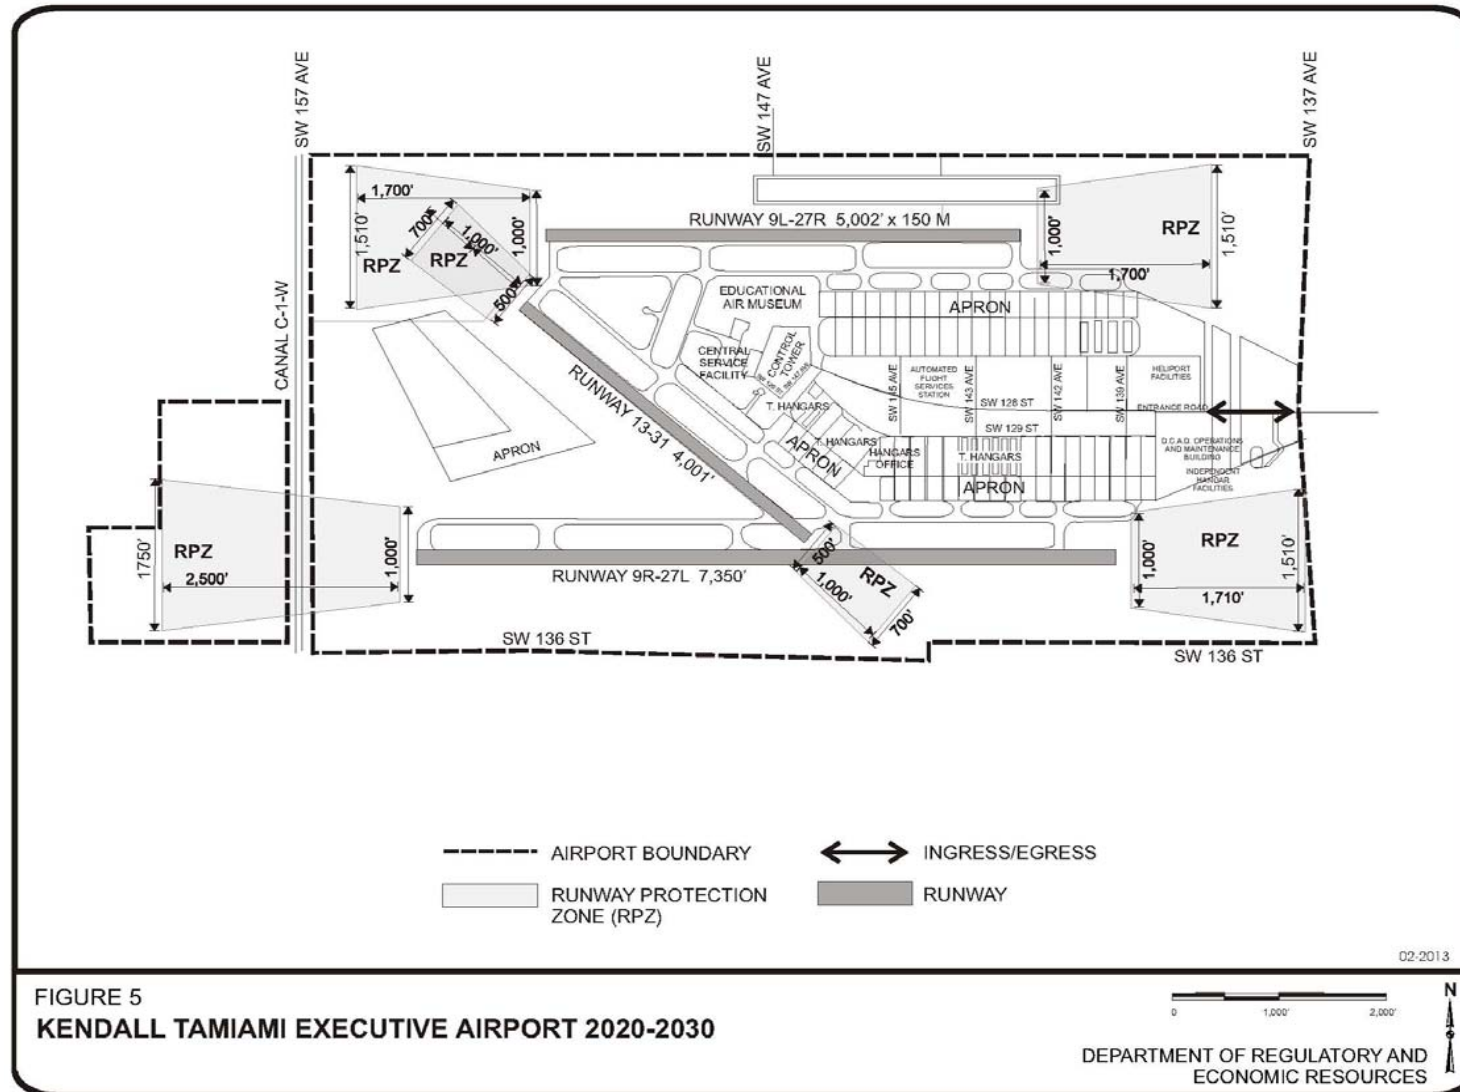 SW 157 AVE
SW 147 AVE
SW 137 AVE
CANAL C-1-W
1,700'
1,510'
700'
1,000'
1,000'
RPZ
RPZ
500'
RUNWAY 9L-27R 5,002' x 150 M
1,000'
RPZ
1,510'
1,700'
EDUCATIONAL
AIR MUSEUM
APRON
CONTROL
TOWER
CENTRAL
SERVICE
FACILITY
SW 145 AVE
AUTOMATED
FLIGHT
SERVICES
STATION
SW 143 AVE
SW 142 AVE
SW 139 AVE
HELIPORT
FACILITIES
SW 128 ST
ENTRANCE ROAD
SW 129 ST
T. HANGARS
T. HANGARS
HANGARS
OFFICE
T. HANGARS
APRON
APRON
D.C.A.D. OPERATIONS
AND MAINTENANCE
BUILDING
INDEPENDENT
HANGAR
FACILITIES
RUNWAY 13-31 4,001'
APRON
1750'
RPZ
2,500'
1,000'
RUNWAY 9R-27L 7,350'
500'
1,000'
RPZ
700'
1,000'
RPZ
1,710'
1,510'
SW 136 ST
SW 136 ST
AIRPORT BOUNDARY
INGRESS/EGRESS
RUNWAY PROTECTION
ZONE (RPZ)
RUNWAY
02-2013
FIGURE 5
KENDALL TAMIAMI EXECUTIVE AIRPORT 2020-2030
0 1,000' 2,000'
N
DEPARTMENT OF REGULATORY AND
ECONOMIC RESOURCES